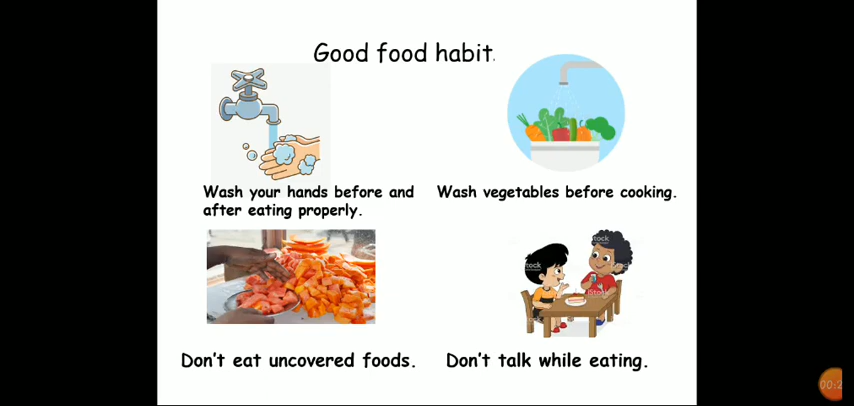 Good food habit.
Wash your hands before and
after eating properly.
Wash vegetables before cooking.
Don't eat uncovered foods.
Don't talk while eating.
iStock